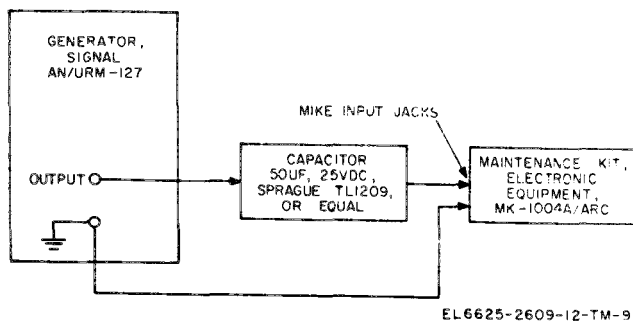 GENERATOR,
SIGNAL
AN/URM-127
MIKE INPUT JACKS
OUTPUT
CAPACITOR
50UF, 25VDC,
SPRAGUE TL1209,
OR EQUAL
MAINTENANCE KIT,
ELECTRONIC
EQUIPMENT,
MK-1004A/ARC
EL6625-2609-12-TM-9